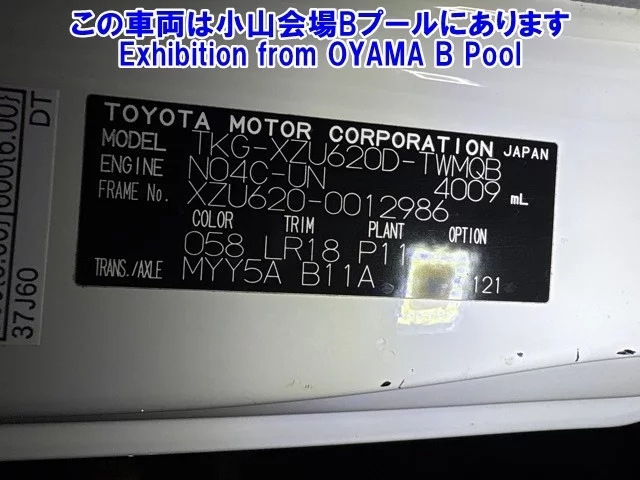 この車両は小山会場Bプールにあります
Exhibition from OYAMA B Pool
TOYOTA MOTOR CORPORATION JAPAN
MODEL TKG-XZU620D-TWMQB
ENGINE N04C-UN 4009 mL
FRAME No. XZU620-0012986
COLOR TRIM PLANT OPTION
058 LR18 P11
TRANS./AXLE MYY5A B11A 121
DT
37J60